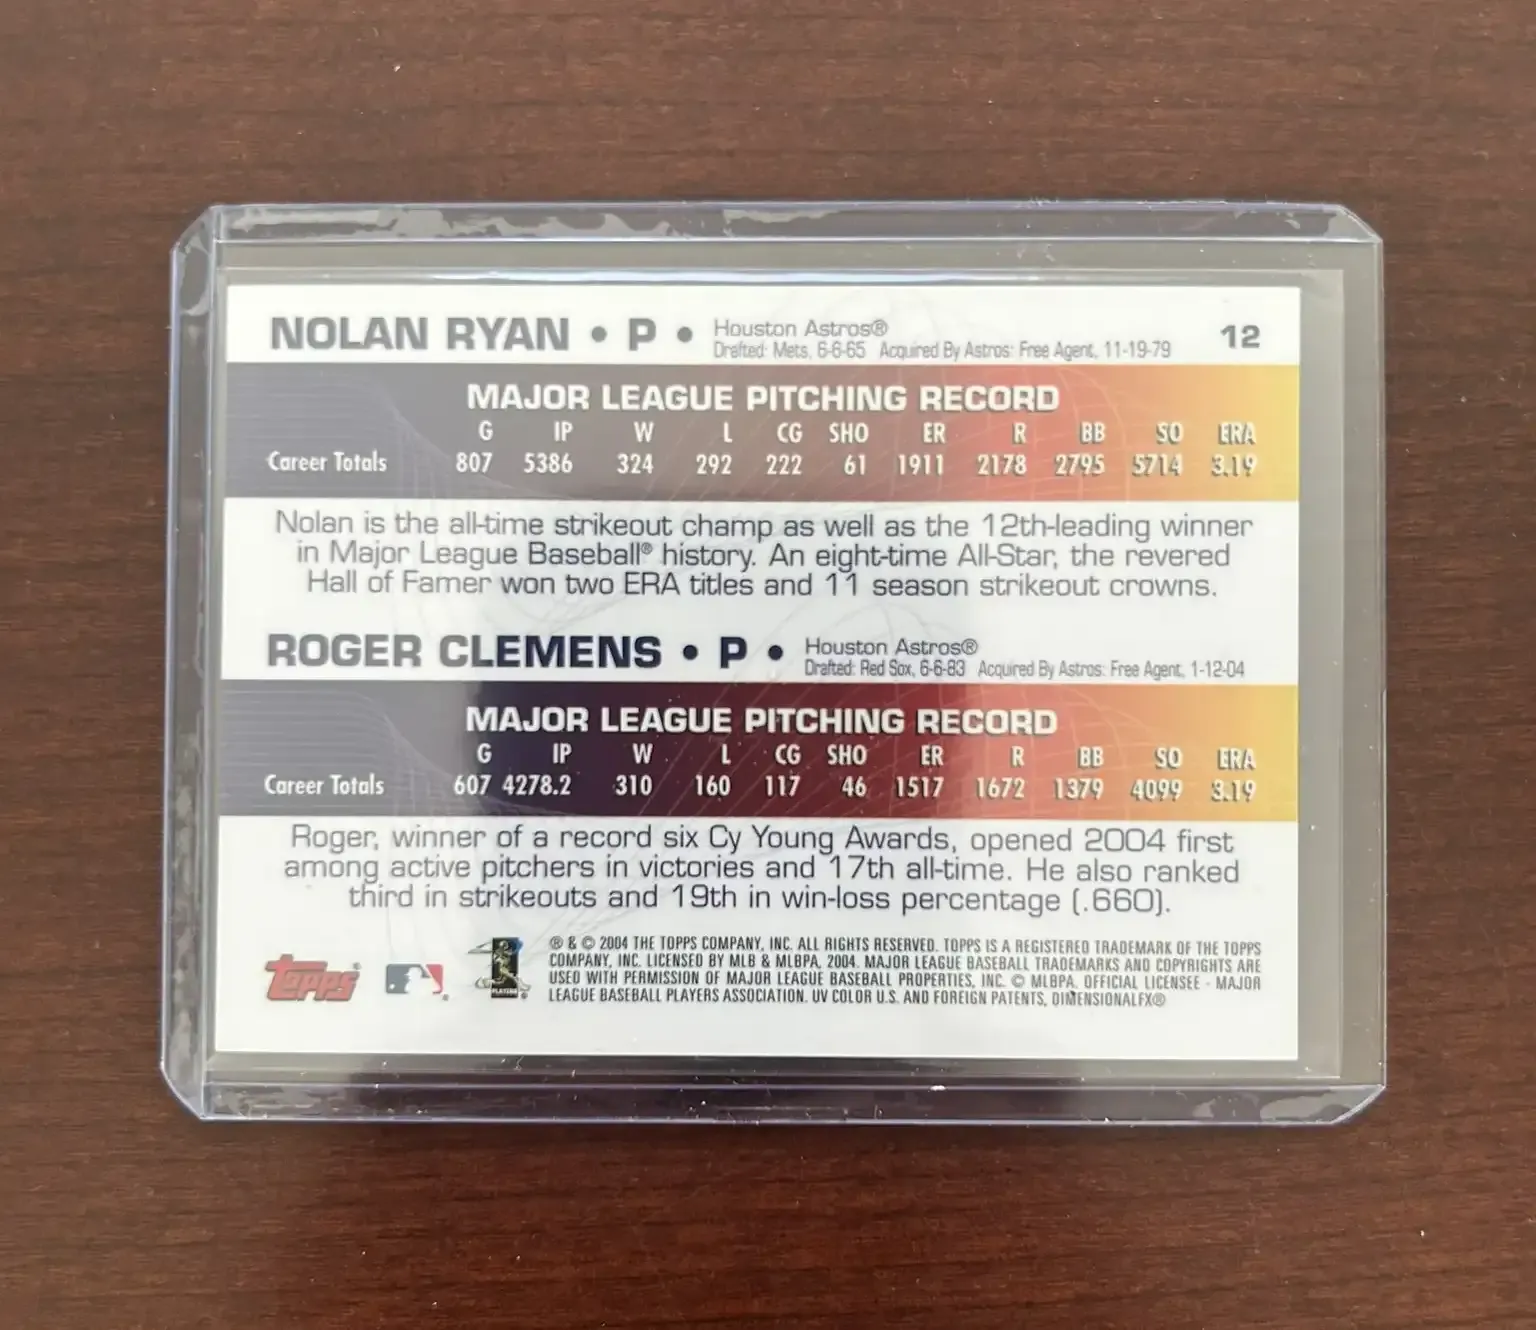 NOLAN RYAN • P • Houston Astros® 12
Drafted: Mets, 6-6-65 Acquired By Astros: Free Agent, 11-19-79
MAJOR LEAGUE PITCHING RECORD
G IP W L CG SHO ER R BB SO ERA
Career Totals 807 5386 324 292 222 61 1911 2178 2795 5714 3.19
Nolan is the all-time strikeout champ as well as the 12th-leading winner
in Major League Baseball® history. An eight-time All-Star, the revered
Hall of Famer won two ERA titles and 11 season strikeout crowns.
ROGER CLEMENS • P • Houston Astros®
Drafted: Red Sox, 6-6-83 Acquired By Astros: Free Agent, 1-12-04
MAJOR LEAGUE PITCHING RECORD
G IP W L CG SHO ER R BB SO ERA
Career Totals 607 4278.2 310 160 117 46 1517 1672 1379 4099 3.19
Roger, winner of a record six Cy Young Awards, opened 2004 first
among active pitchers in victories and 17th all-time. He also ranked
third in strikeouts and 19th in win-loss percentage (.660).
Topps®
PLAYERS
® & © 2004 THE TOPPS COMPANY, INC. ALL RIGHTS RESERVED. TOPPS IS A REGISTERED TRADEMARK OF THE TOPPS
COMPANY, INC. LICENSED BY MLB & MLBPA, 2004. MAJOR LEAGUE BASEBALL TRADEMARKS AND COPYRIGHTS ARE
USED WITH PERMISSION OF MAJOR LEAGUE BASEBALL PROPERTIES, INC. © MLBPA. OFFICIAL LICENSEE - MAJOR
LEAGUE BASEBALL PLAYERS ASSOCIATION. UV COLOR U.S. AND FOREIGN PATENTS, DIMENSIONALFX®